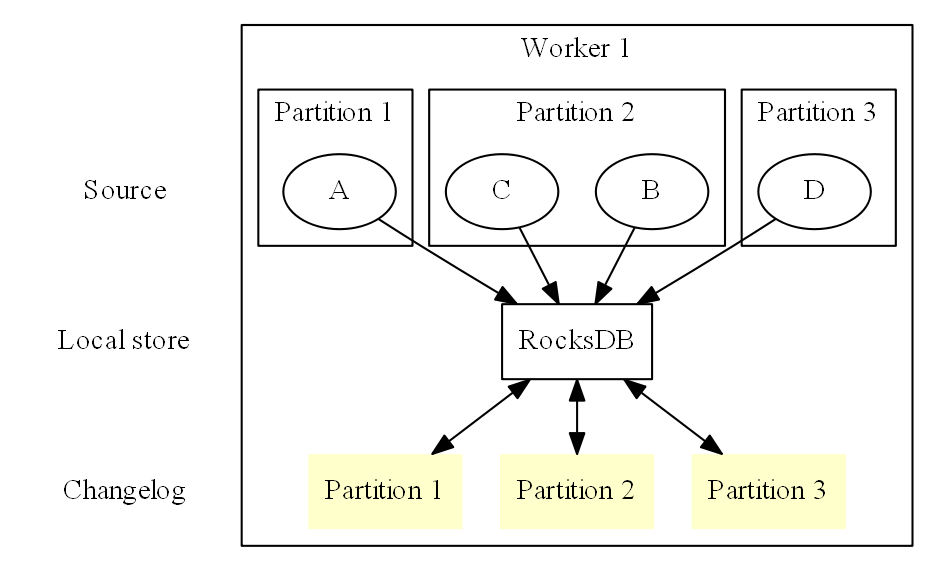 Worker 1
Partition 1
Partition 2
Partition 3
Source
A
C
B
D
Local store
RocksDB
Changelog
Partition 1
Partition 2
Partition 3